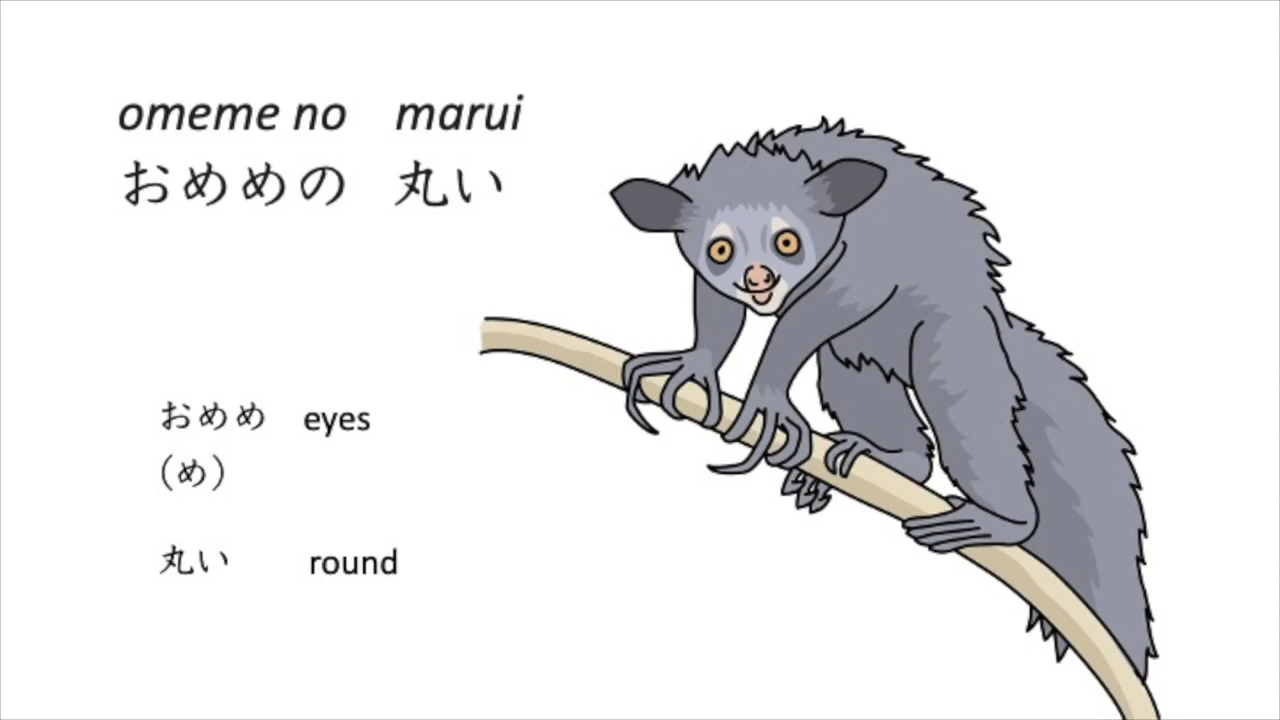 omeme no marui
おめめの 丸い
おめめ eyes
(め)
丸い round